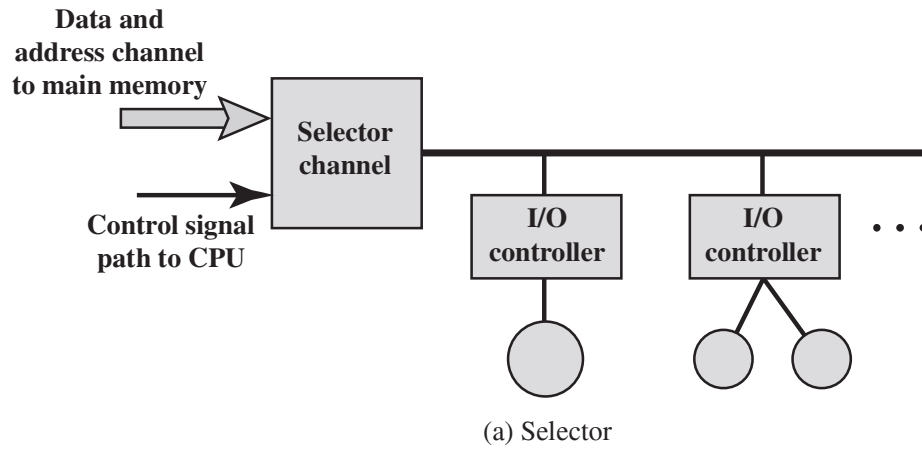 Data and
address channel
to main memory
Selector
channel
Control signal
path to CPU
I/O
controller
I/O
controller
. . .
(a) Selector